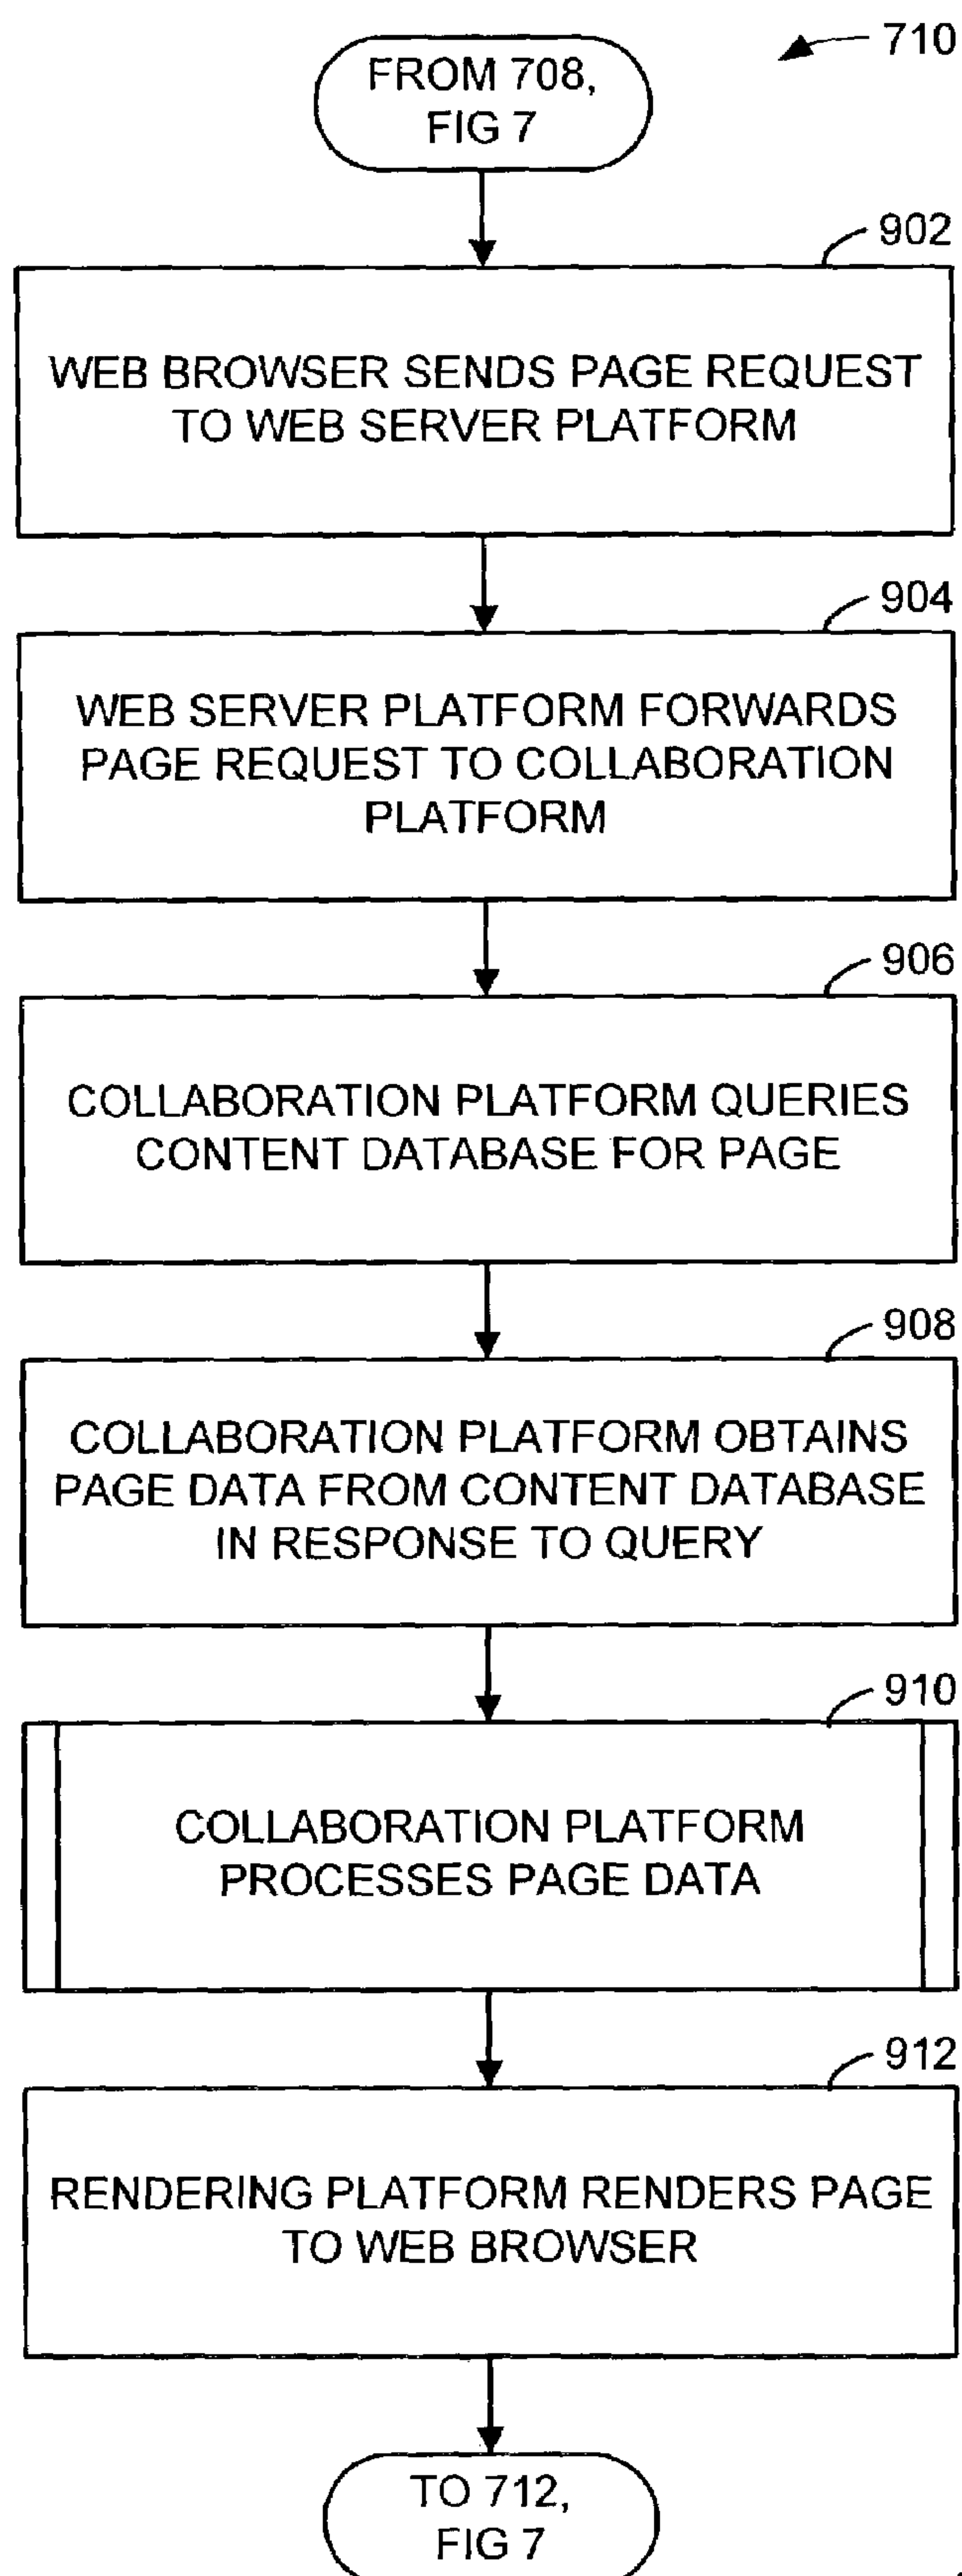 710
FROM 708,
FIG 7
902
WEB BROWSER SENDS PAGE REQUEST
TO WEB SERVER PLATFORM
904
WEB SERVER PLATFORM FORWARDS
PAGE REQUEST TO COLLABORATION
PLATFORM
906
COLLABORATION PLATFORM QUERIES
CONTENT DATABASE FOR PAGE
908
COLLABORATION PLATFORM OBTAINS
PAGE DATA FROM CONTENT DATABASE
IN RESPONSE TO QUERY
910
COLLABORATION PLATFORM
PROCESSES PAGE DATA
912
RENDERING PLATFORM RENDERS PAGE
TO WEB BROWSER
TO 712,
FIG 7